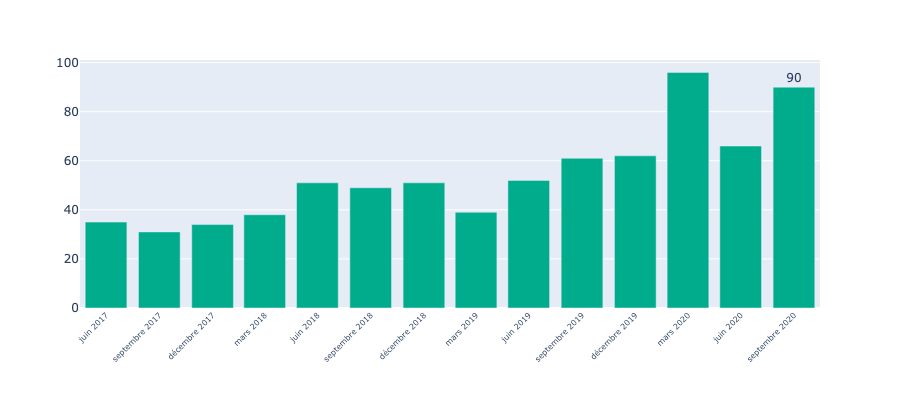 100
80
60
40
20
0
90
juin 2017
septembre 2017
décembre 2017
mars 2018
juin 2018
septembre 2018
décembre 2018
mars 2019
juin 2019
septembre 2019
décembre 2019
mars 2020
juin 2020
septembre 2020